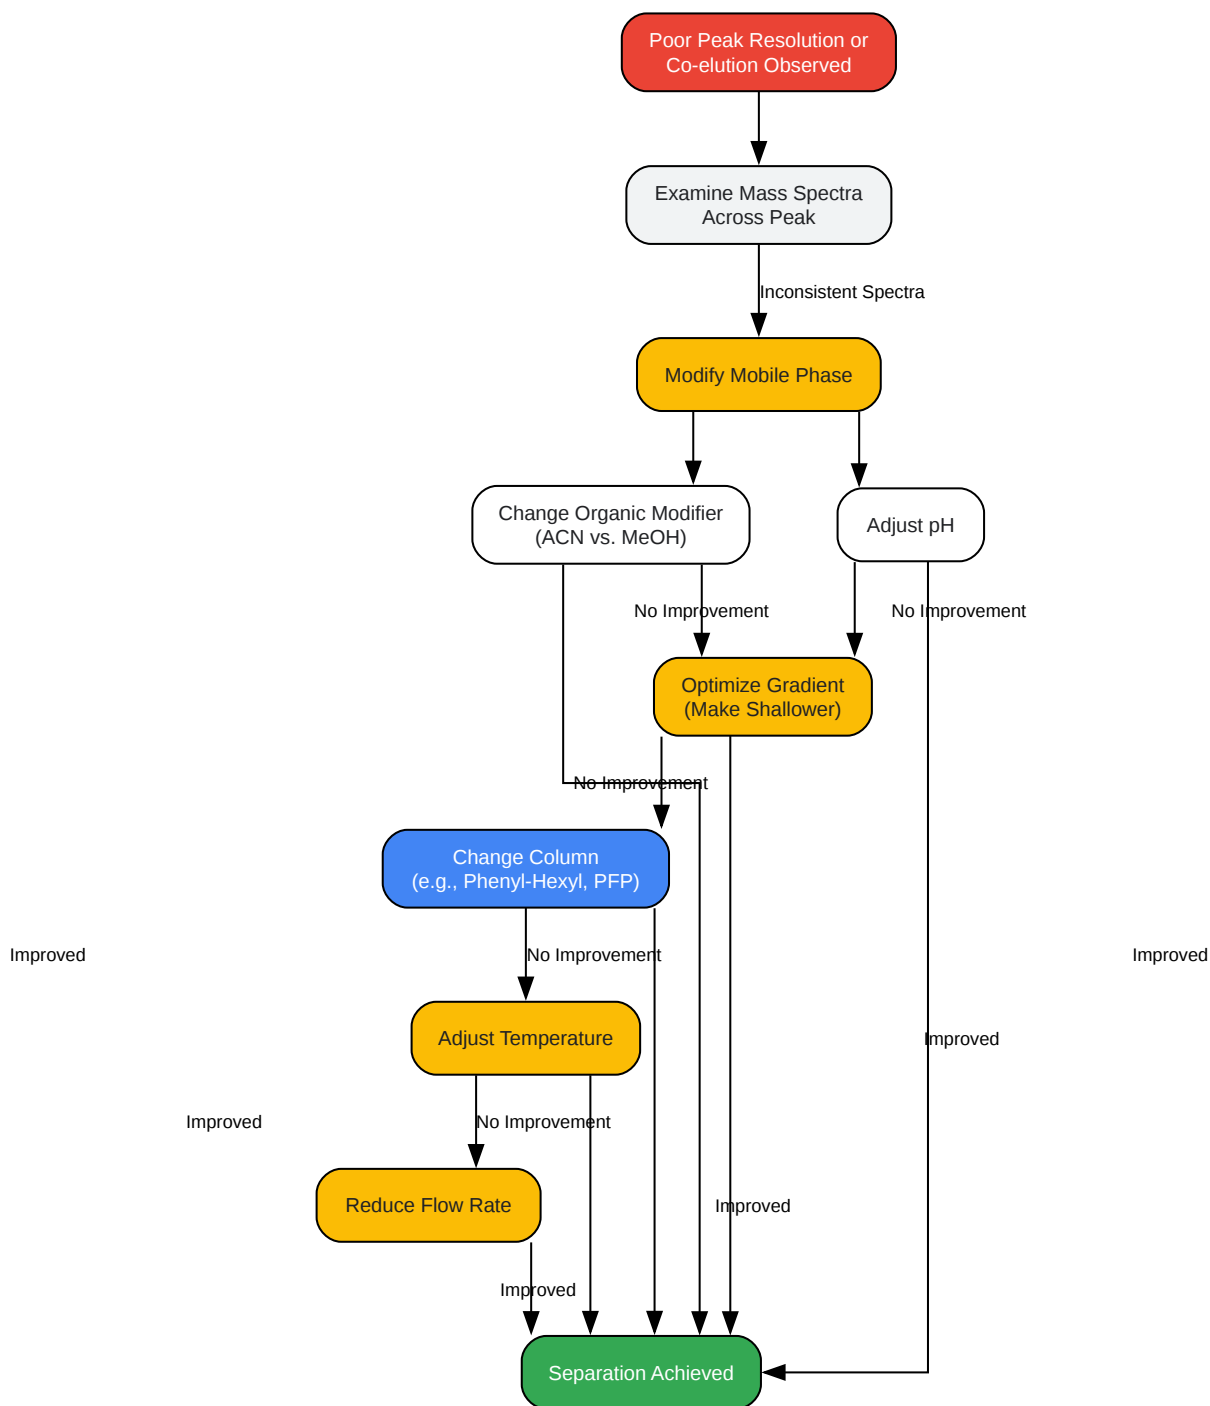 Poor Peak Resolution or
Co-elution Observed
Examine Mass Spectra
Across Peak
Inconsistent Spectra
Modify Mobile Phase
Change Organic Modifier
(ACN vs. MeOH)
Adjust pH
No Improvement
No Improvement
Optimize Gradient
(Make Shallower)
No Improvement
Change Column
(e.g., Phenyl-Hexyl, PFP)
Improved
No Improvement
Improved
Adjust Temperature
Improved
Improved
No Improvement
Reduce Flow Rate
Improved
Improved
Separation Achieved